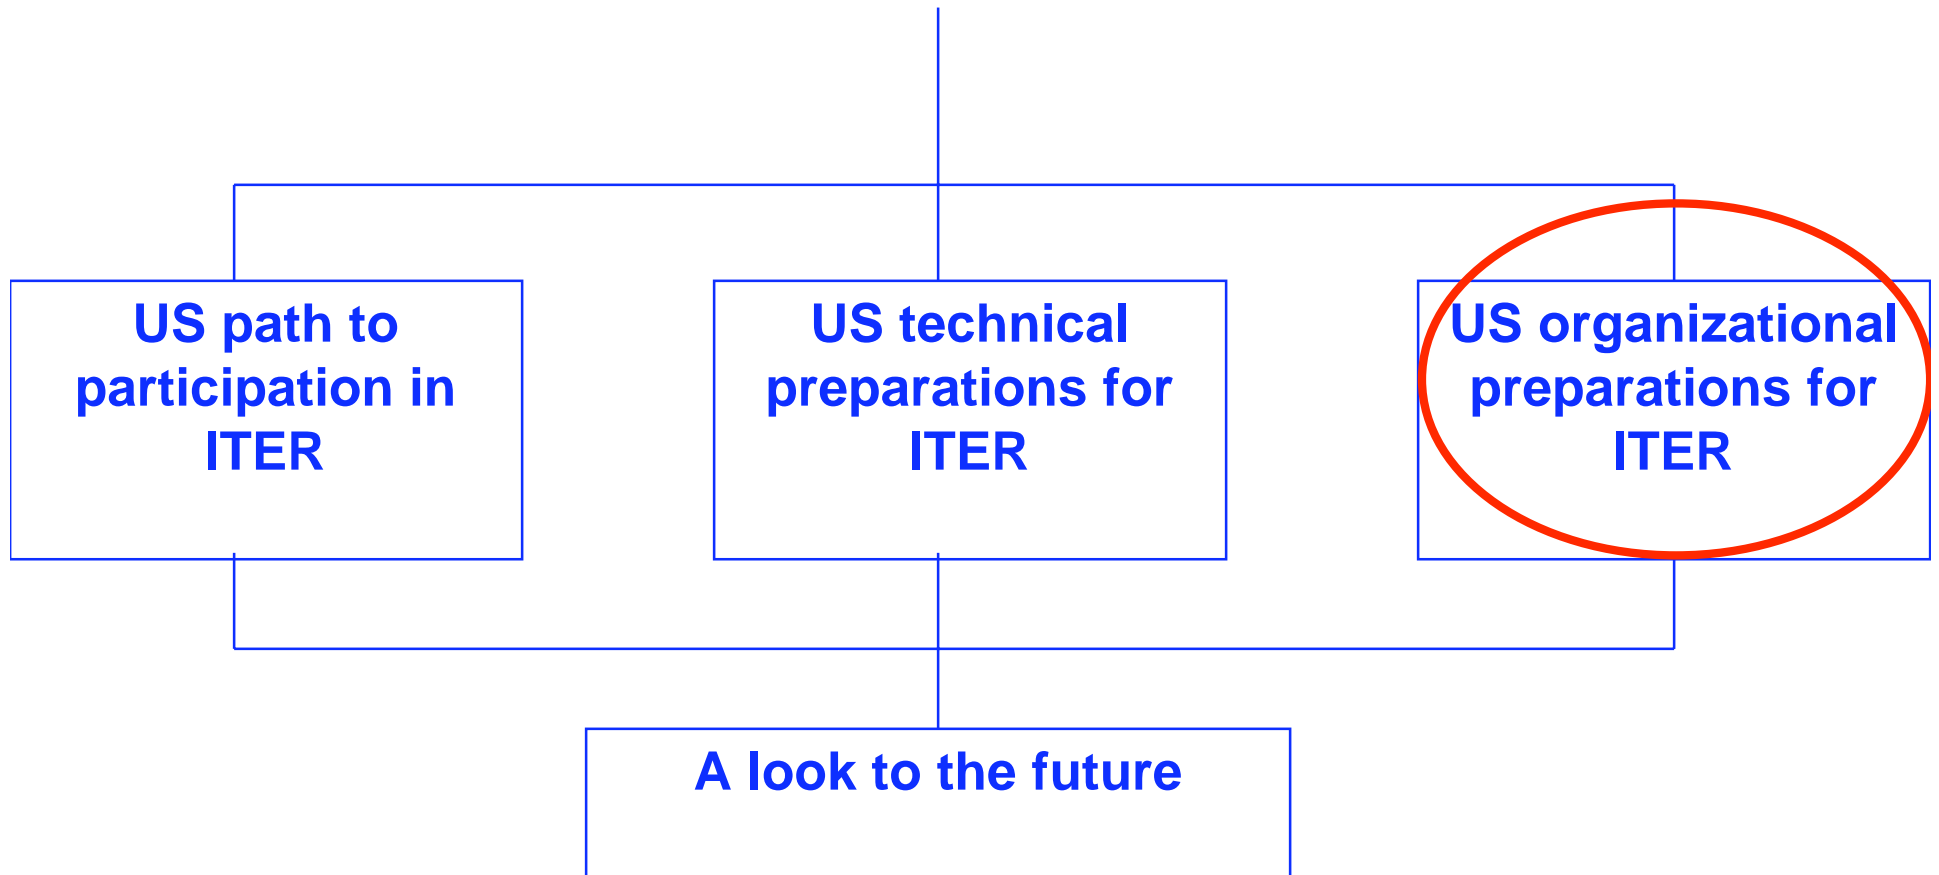 US path to
participation in
ITER
US technical
preparations for
ITER
US organizational
preparations for
ITER
A look to the future